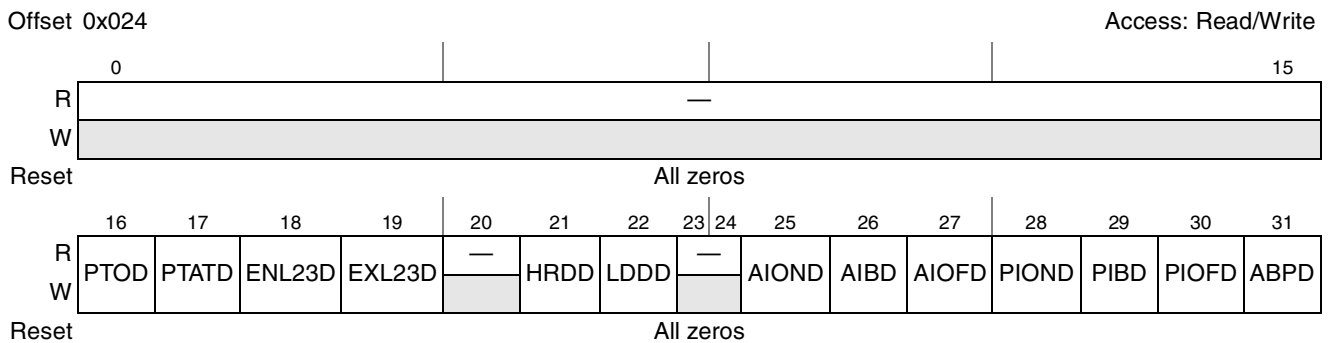 Offset 0x024 Access: Read/Write
0 15
R —
W
Reset All zeros
16 17 18 19 20 21 22 23 24 25 26 27 28 29 30 31
R PTOD PTATD ENL23D EXL23D — HRDD LDDD — AIOND AIBD AIOFD PIOND PIBD PIOFD ABPD
W
Reset All zeros